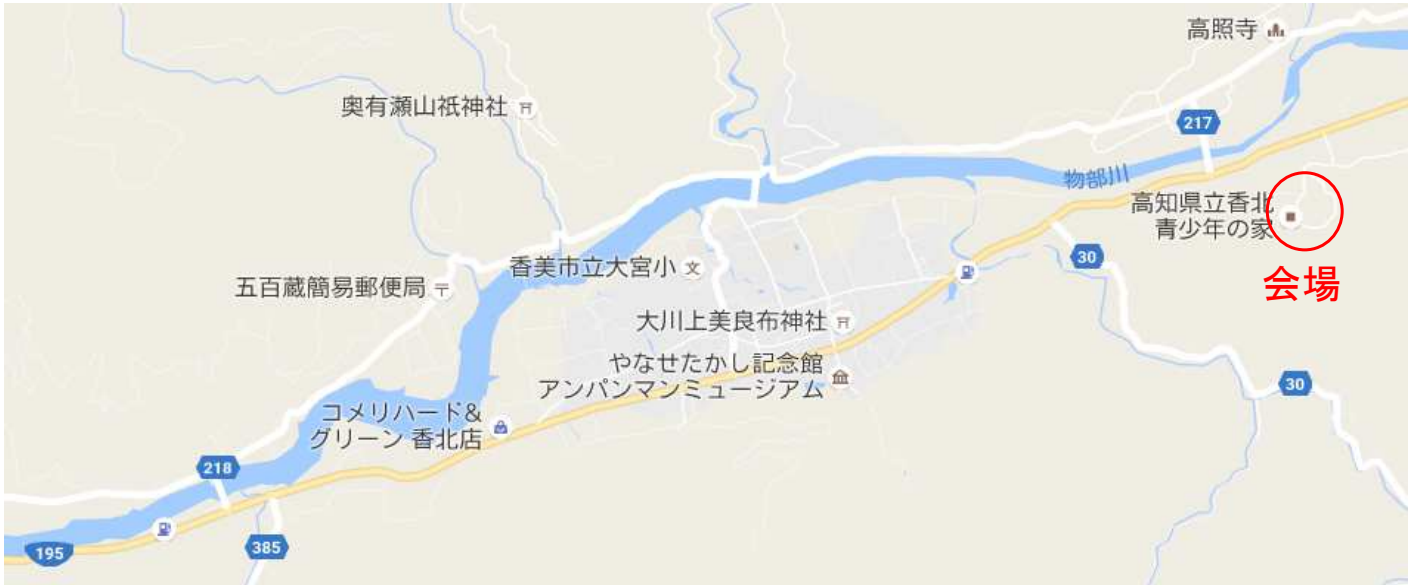 高照寺
奥有瀬山祇神社
217
物部川
高知県立香北
青少年の家
会場
30
香美市立大宮小
文
五百蔵簡易郵便局
大川上美良布神社
やなせたかし記念館
アンパンマンミュージアム
30
コメリハード&
グリーン 香北店
218
195
385